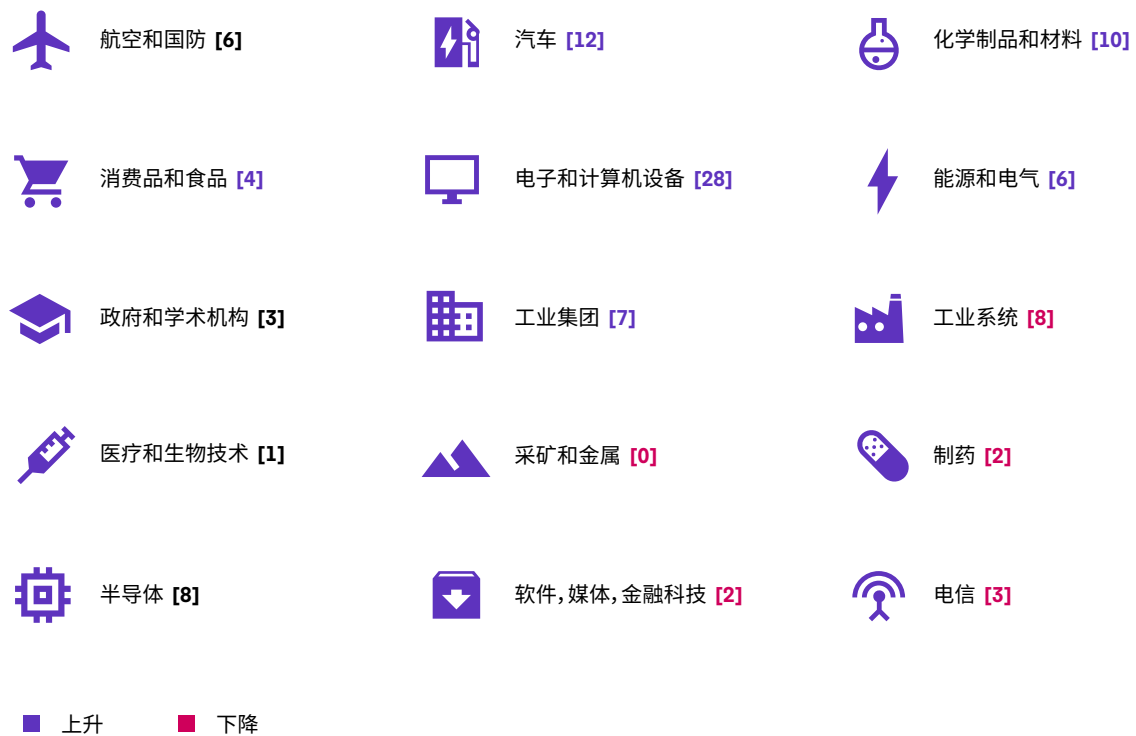 航空和国防 [6]
汽车 [12]
化学制品和材料 [10]
消费品和食品 [4]
电子和计算机设备 [28]
能源和电气 [6]
政府和学术机构 [3]
工业集团 [7]
工业系统 [8]
医疗和生物技术 [1]
采矿和金属 [0]
制药 [2]
半导体 [8]
软件，媒体，金融科技 [2]
电信 [3]
上升
下降